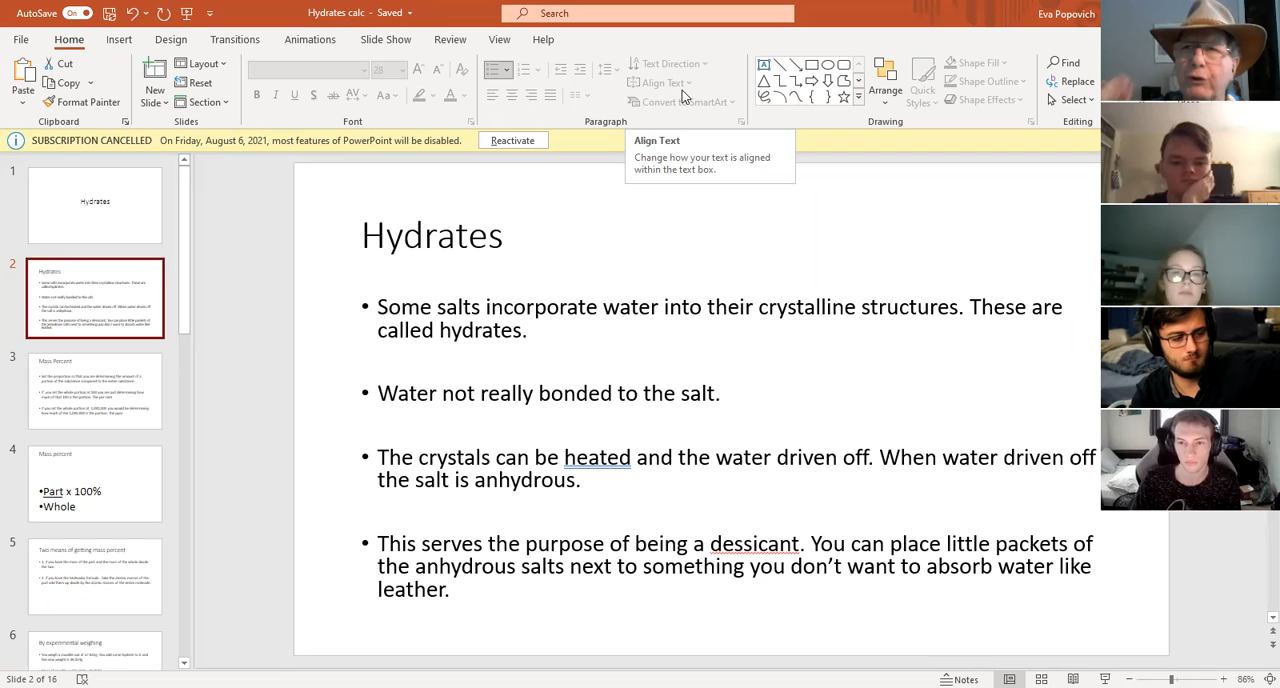 AutoSave On Hydrates calc - Saved Search Eva Popovich
File Home Insert Design Transitions Animations Slide Show Review View Help
Paste Cut Copy Format Painter
New Slide Layout Reset Section
28
Text Direction Align Text Convert to SmartArt
Arrange Quick Styles Shape Fill Shape Outline Shape Effects
Find Replace Select
Clipboard Slides Font Paragraph Drawing Editing
SUBSCRIPTION CANCELLED On Friday, August 6, 2021, most features of PowerPoint will be disabled. Reactivate
Align Text
Change how your text is aligned
within the text box.
1
Hydrates
2
Hydrates
3
Mass Percent
4
Mass percent
•Part x 100%
•Whole
5
Two means of getting mass percent
6
By experimental weighing
Hydrates
• Some salts incorporate water into their crystalline structures. These are
called hydrates.
• Water not really bonded to the salt.
• The crystals can be heated and the water driven off. When water driven off
the salt is anhydrous.
• This serves the purpose of being a dessicant. You can place little packets of
the anhydrous salts next to something you don't want to absorb water like
leather.
Slide 2 of 16 Notes 86%